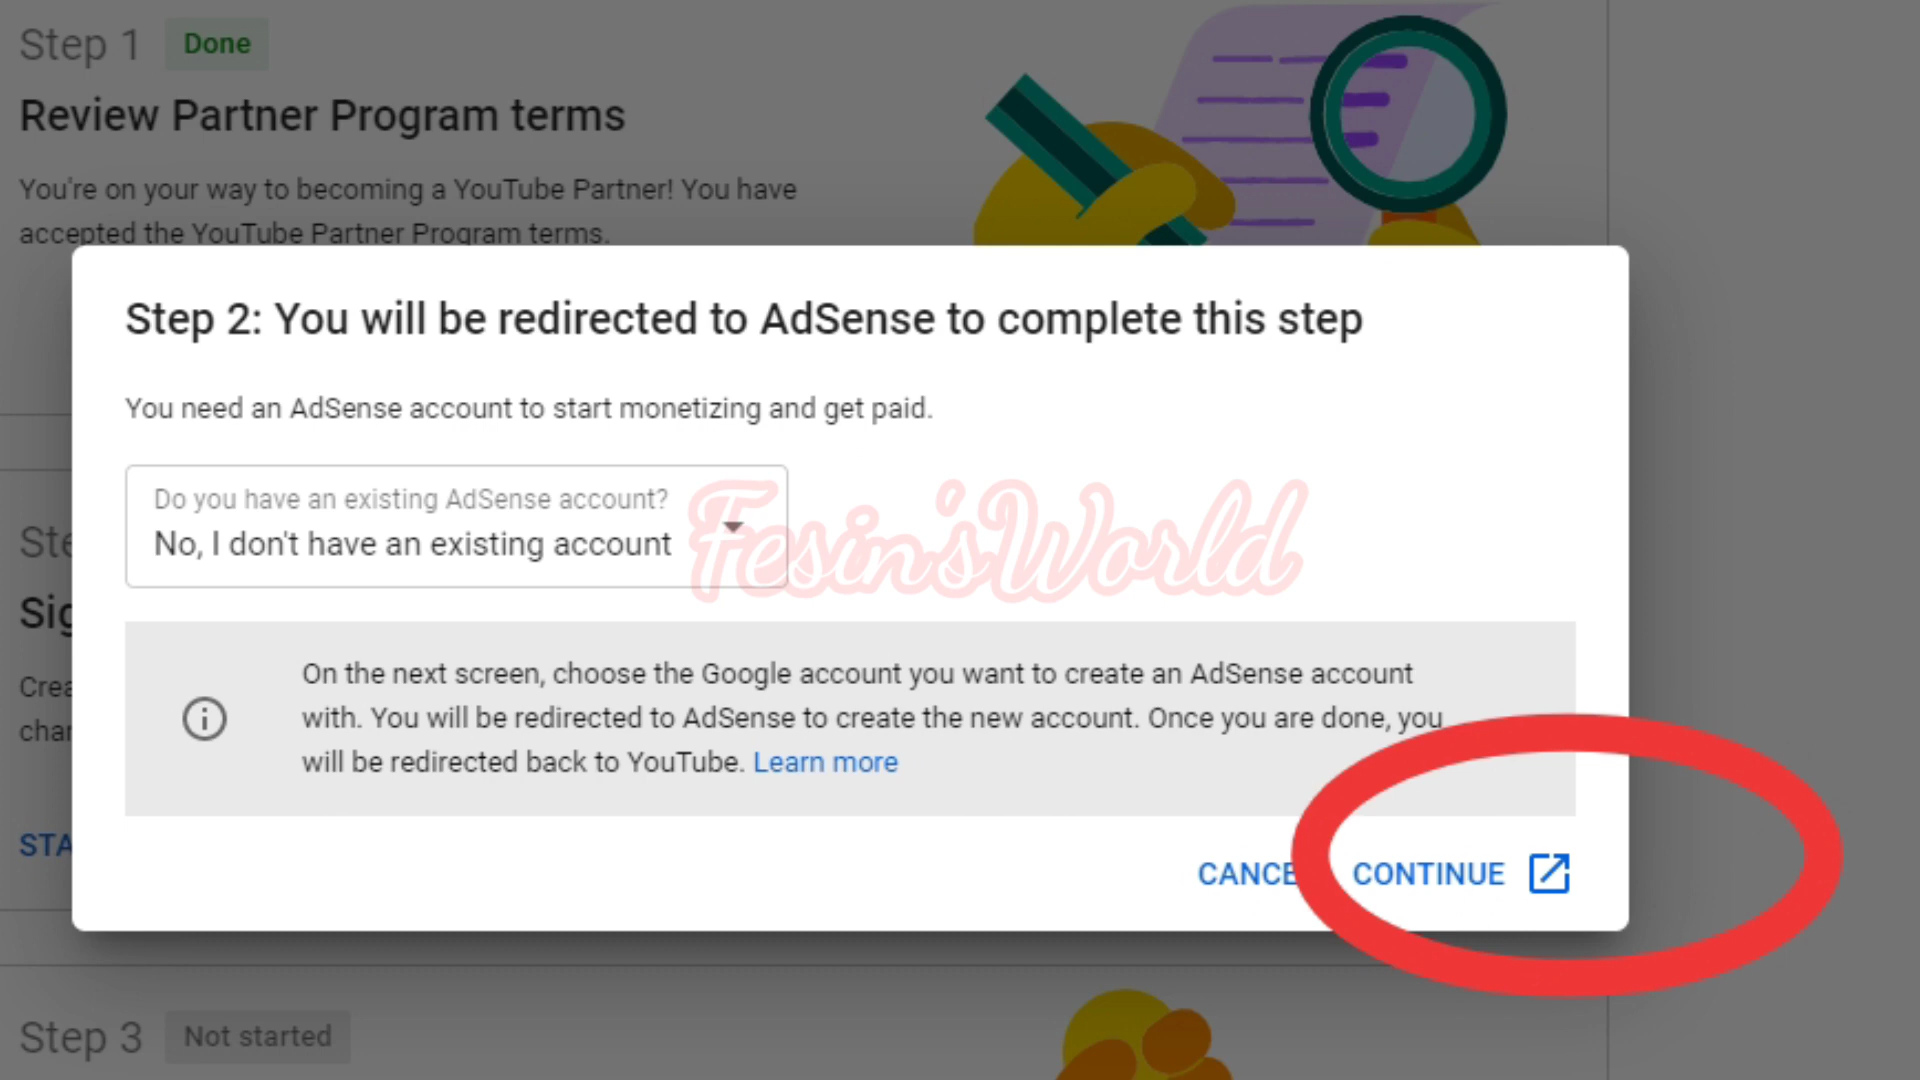 Step 1 Done
Review Partner Program terms
You're on your way to becoming a YouTube Partner! You have
accepted the YouTube Partner Program terms.
Step 2: You will be redirected to AdSense to complete this step
You need an AdSense account to start monetizing and get paid.
Do you have an existing AdSense account?
No, I don't have an existing account
Fesin'sWorld
On the next screen, choose the Google account you want to create an AdSense account
with. You will be redirected to AdSense to create the new account. Once you are done, you
will be redirected back to YouTube. Learn more
CANCE CONTINUE
Step 3 Not started